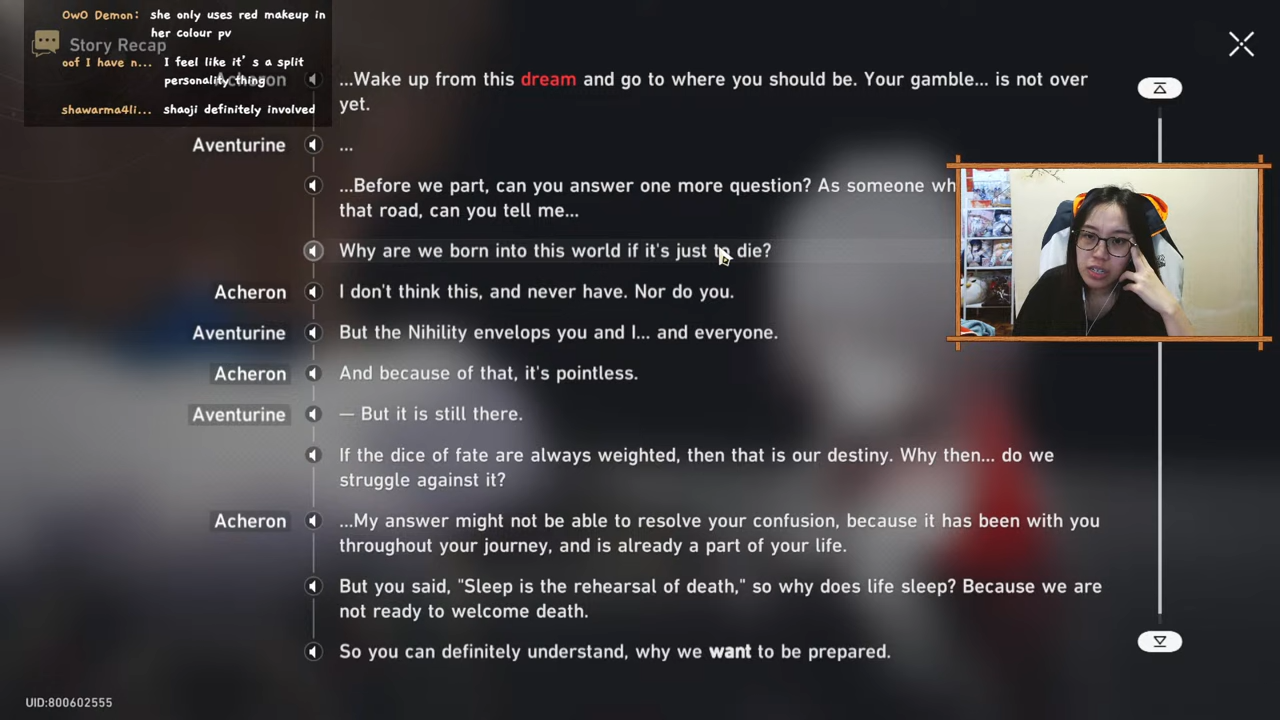 OwO Demon: she only uses red makeup in
her colour pv
Story Recap
oof I have n... I feel like it's a split
personality thing
shawarma4li... shaoji definitely involved
Acheron
...Wake up from this dream and go to where you should be. Your gamble... is not over
yet.
Aventurine
...
...Before we part, can you answer one more question? As someone wh
that road, can you tell me...
Why are we born into this world if it's just to die?
Acheron
I don't think this, and never have. Nor do you.
Aventurine
But the Nihility envelops you and I... and everyone.
Acheron
And because of that, it's pointless.
Aventurine
— But it is still there.
If the dice of fate are always weighted, then that is our destiny. Why then... do we
struggle against it?
Acheron
...My answer might not be able to resolve your confusion, because it has been with you
throughout your journey, and is already a part of your life.
But you said, "Sleep is the rehearsal of death," so why does life sleep? Because we are
not ready to welcome death.
So you can definitely understand, why we want to be prepared.
UID:800602555